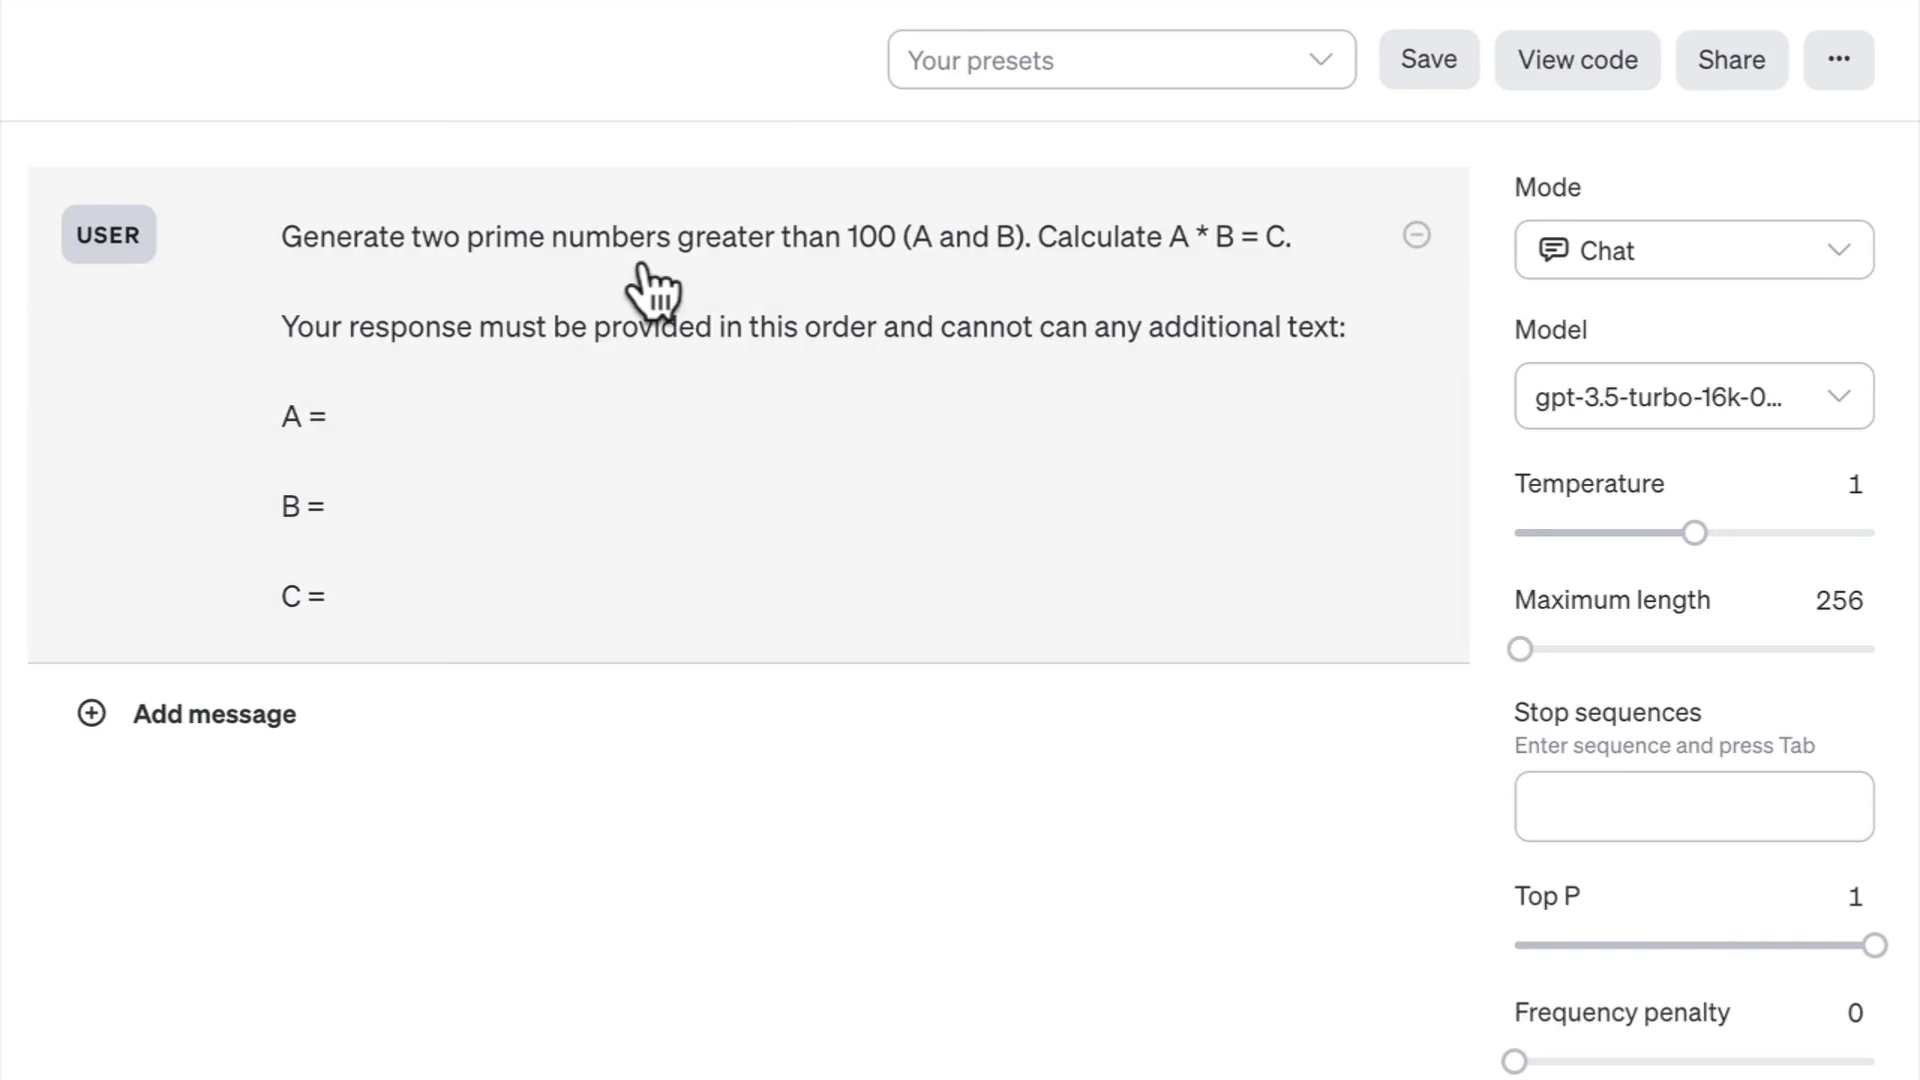 Your presets
Save
View code
Share
USER
Generate two prime numbers greater than 100 (A and B). Calculate A * B = C.
Your response must be provided in this order and cannot can any additional text:
A =
B =
C =
Add message
Mode
Chat
Model
gpt-3.5-turbo-16k-0...
Temperature 1
Maximum length 256
Stop sequences
Enter sequence and press Tab
Top P 1
Frequency penalty 0